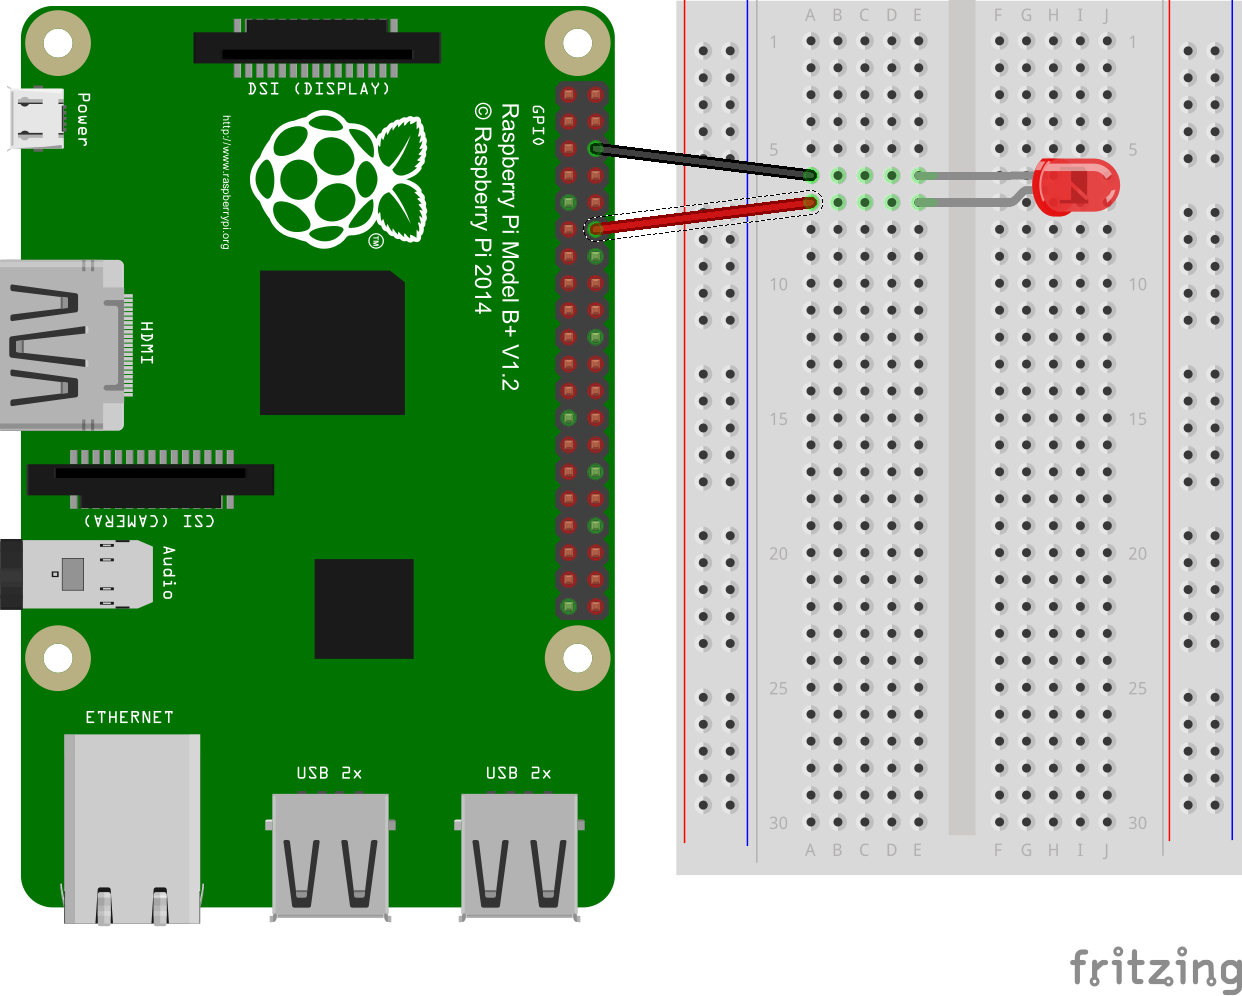 DSI (DISPLAY)
Power
http://www.raspberrypi.org
TM
GPIO
Raspberry Pi Model B+ V1.2
© Raspberry Pi 2014
HDMI
CSI (CAMERA)
Audio
ETHERNET
USB 2x
USB 2x
A B C D E F G H I J
1 1
5 5
10 10
15 15
20 20
25 25
30 30
A B C D E F G H I J
fritzing